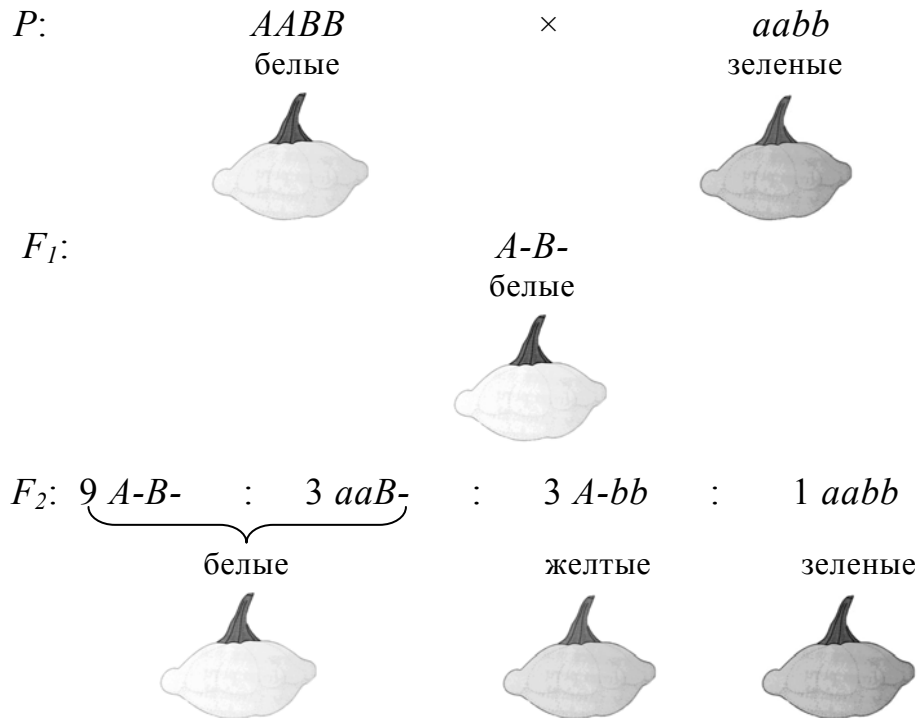 P: AABB × aabb
белые зеленые
F1: A-B-
белые
F2: 9 A-B- : 3 aaB- : 3 A-bb : 1 aabb
белые желтые зеленые